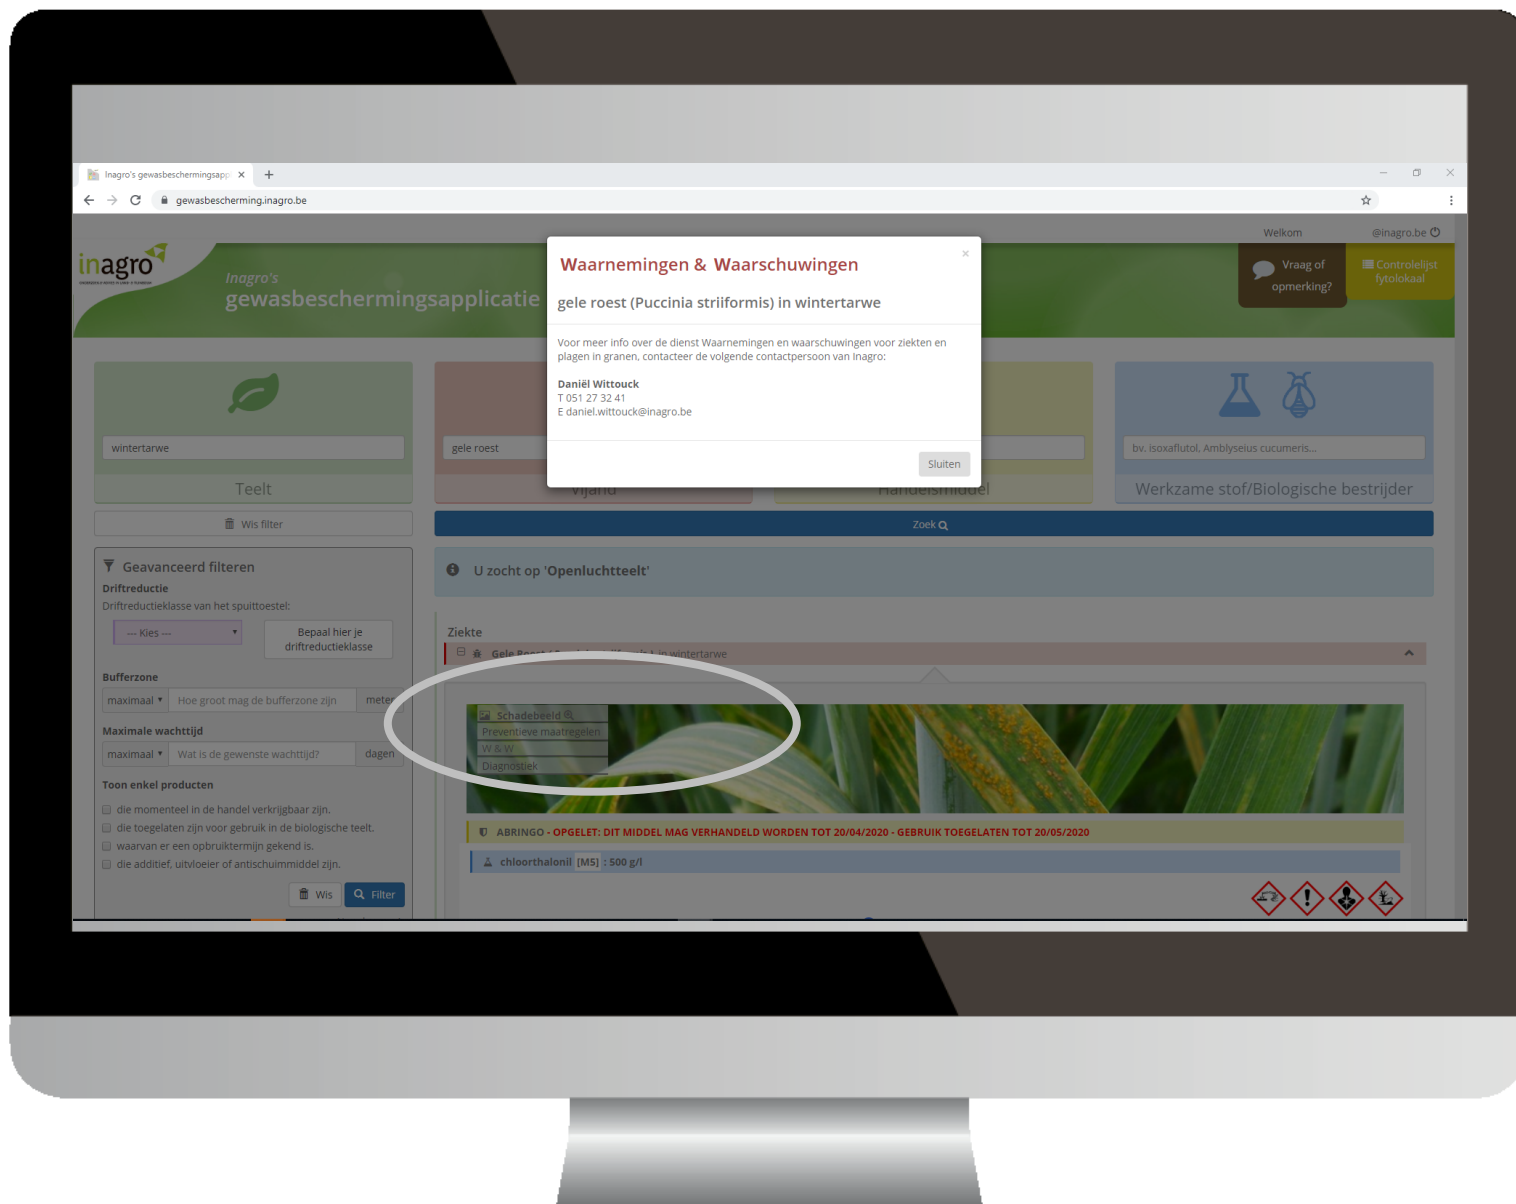 Inagro's gewasbeschermingsapp
gewasbescherming.inagro.be
Welkom @inagro.be
inagro
Inagro's
gewasbeschermingsapplicatie
Vraag of
opmerking?
Controlelijst
fytolokaal
Waarnemingen & Waarschuwingen
gele roest (Puccinia striiformis) in wintertarwe
Voor meer info over de dienst Waarnemingen en waarschuwingen voor ziekten en
plagen in granen, contacteer de volgende contactpersoon van Inagro:
Daniël Wittouck
T 051 27 32 41
E daniel.wittouck@inagro.be
Sluiten
wintertarwe
Teelt
gele roest
Vijand
Handelsmiddel
bv. isoxaflutol, Amblyseius cucumeris...
Werkzame stof/Biologische bestrijder
Wis filter
Zoek
Geavanceerd filteren
Driftreductie
Driftreductieklasse van het spuittoestel:
--- Kies ---
Bepaal hier je
driftreductieklasse
Bufferzone
maximaal Hoe groot mag de bufferzone zijn meter
Maximale wachttijd
maximaal Wat is de gewenste wachttijd? dagen
Toon enkel producten
die momenteel in de handel verkrijgbaar zijn.
die toegelaten zijn voor gebruik in de biologische teelt.
waarvan er een opbruiktermijn gekend is.
die additief, uitvloeier of antischuimmiddel zijn.
Wis Filter
U zocht op 'Openluchtteelt'
Ziekte
Gele Roest in wintertarwe
Schadebeeld
Preventieve maatregelen
W & W
Diagnostiek
ABRINGO - OPGELET: DIT MIDDEL MAG VERHANDELD WORDEN TOT 20/04/2020 - GEBRUIK TOEGELATEN TOT 20/05/2020
chloorthalonil [M5] : 500 g/l